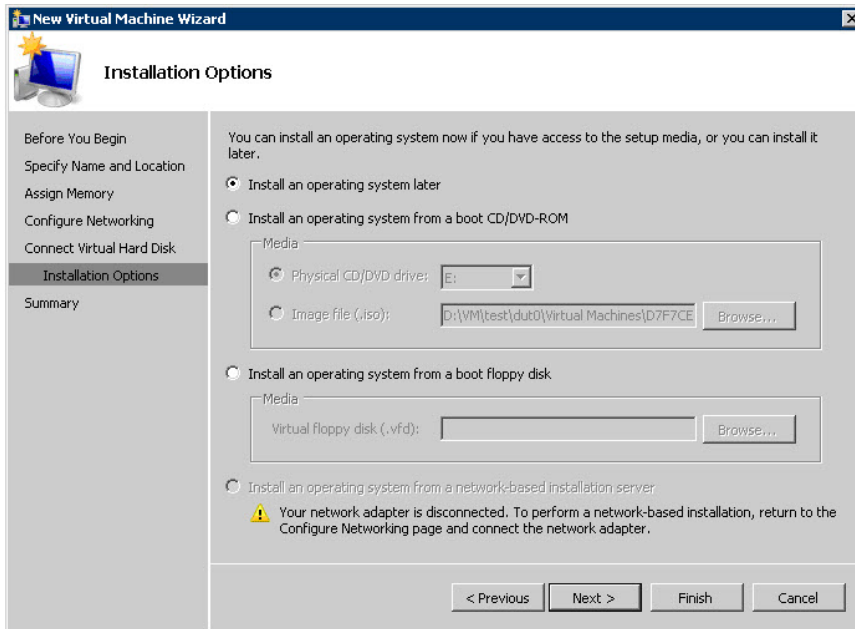 New Virtual Machine Wizard
Installation Options
Before You Begin
Specify Name and Location
Assign Memory
Configure Networking
Connect Virtual Hard Disk
Installation Options
Summary
You can install an operating system now if you have access to the setup media, or you can install it
later.
Install an operating system later
Install an operating system from a boot CD/DVD-ROM
Media
Physical CD/DVD drive: E:
Image file (.iso): D:\VM\test\dut0\Virtual Machines\D7F7CE Browse...
Install an operating system from a boot floppy disk
Media
Virtual floppy disk (.vfd): Browse...
Install an operating system from a network-based installation server
Your network adapter is disconnected. To perform a network-based installation, return to the
Configure Networking page and connect the network adapter.
< Previous Next > Finish Cancel